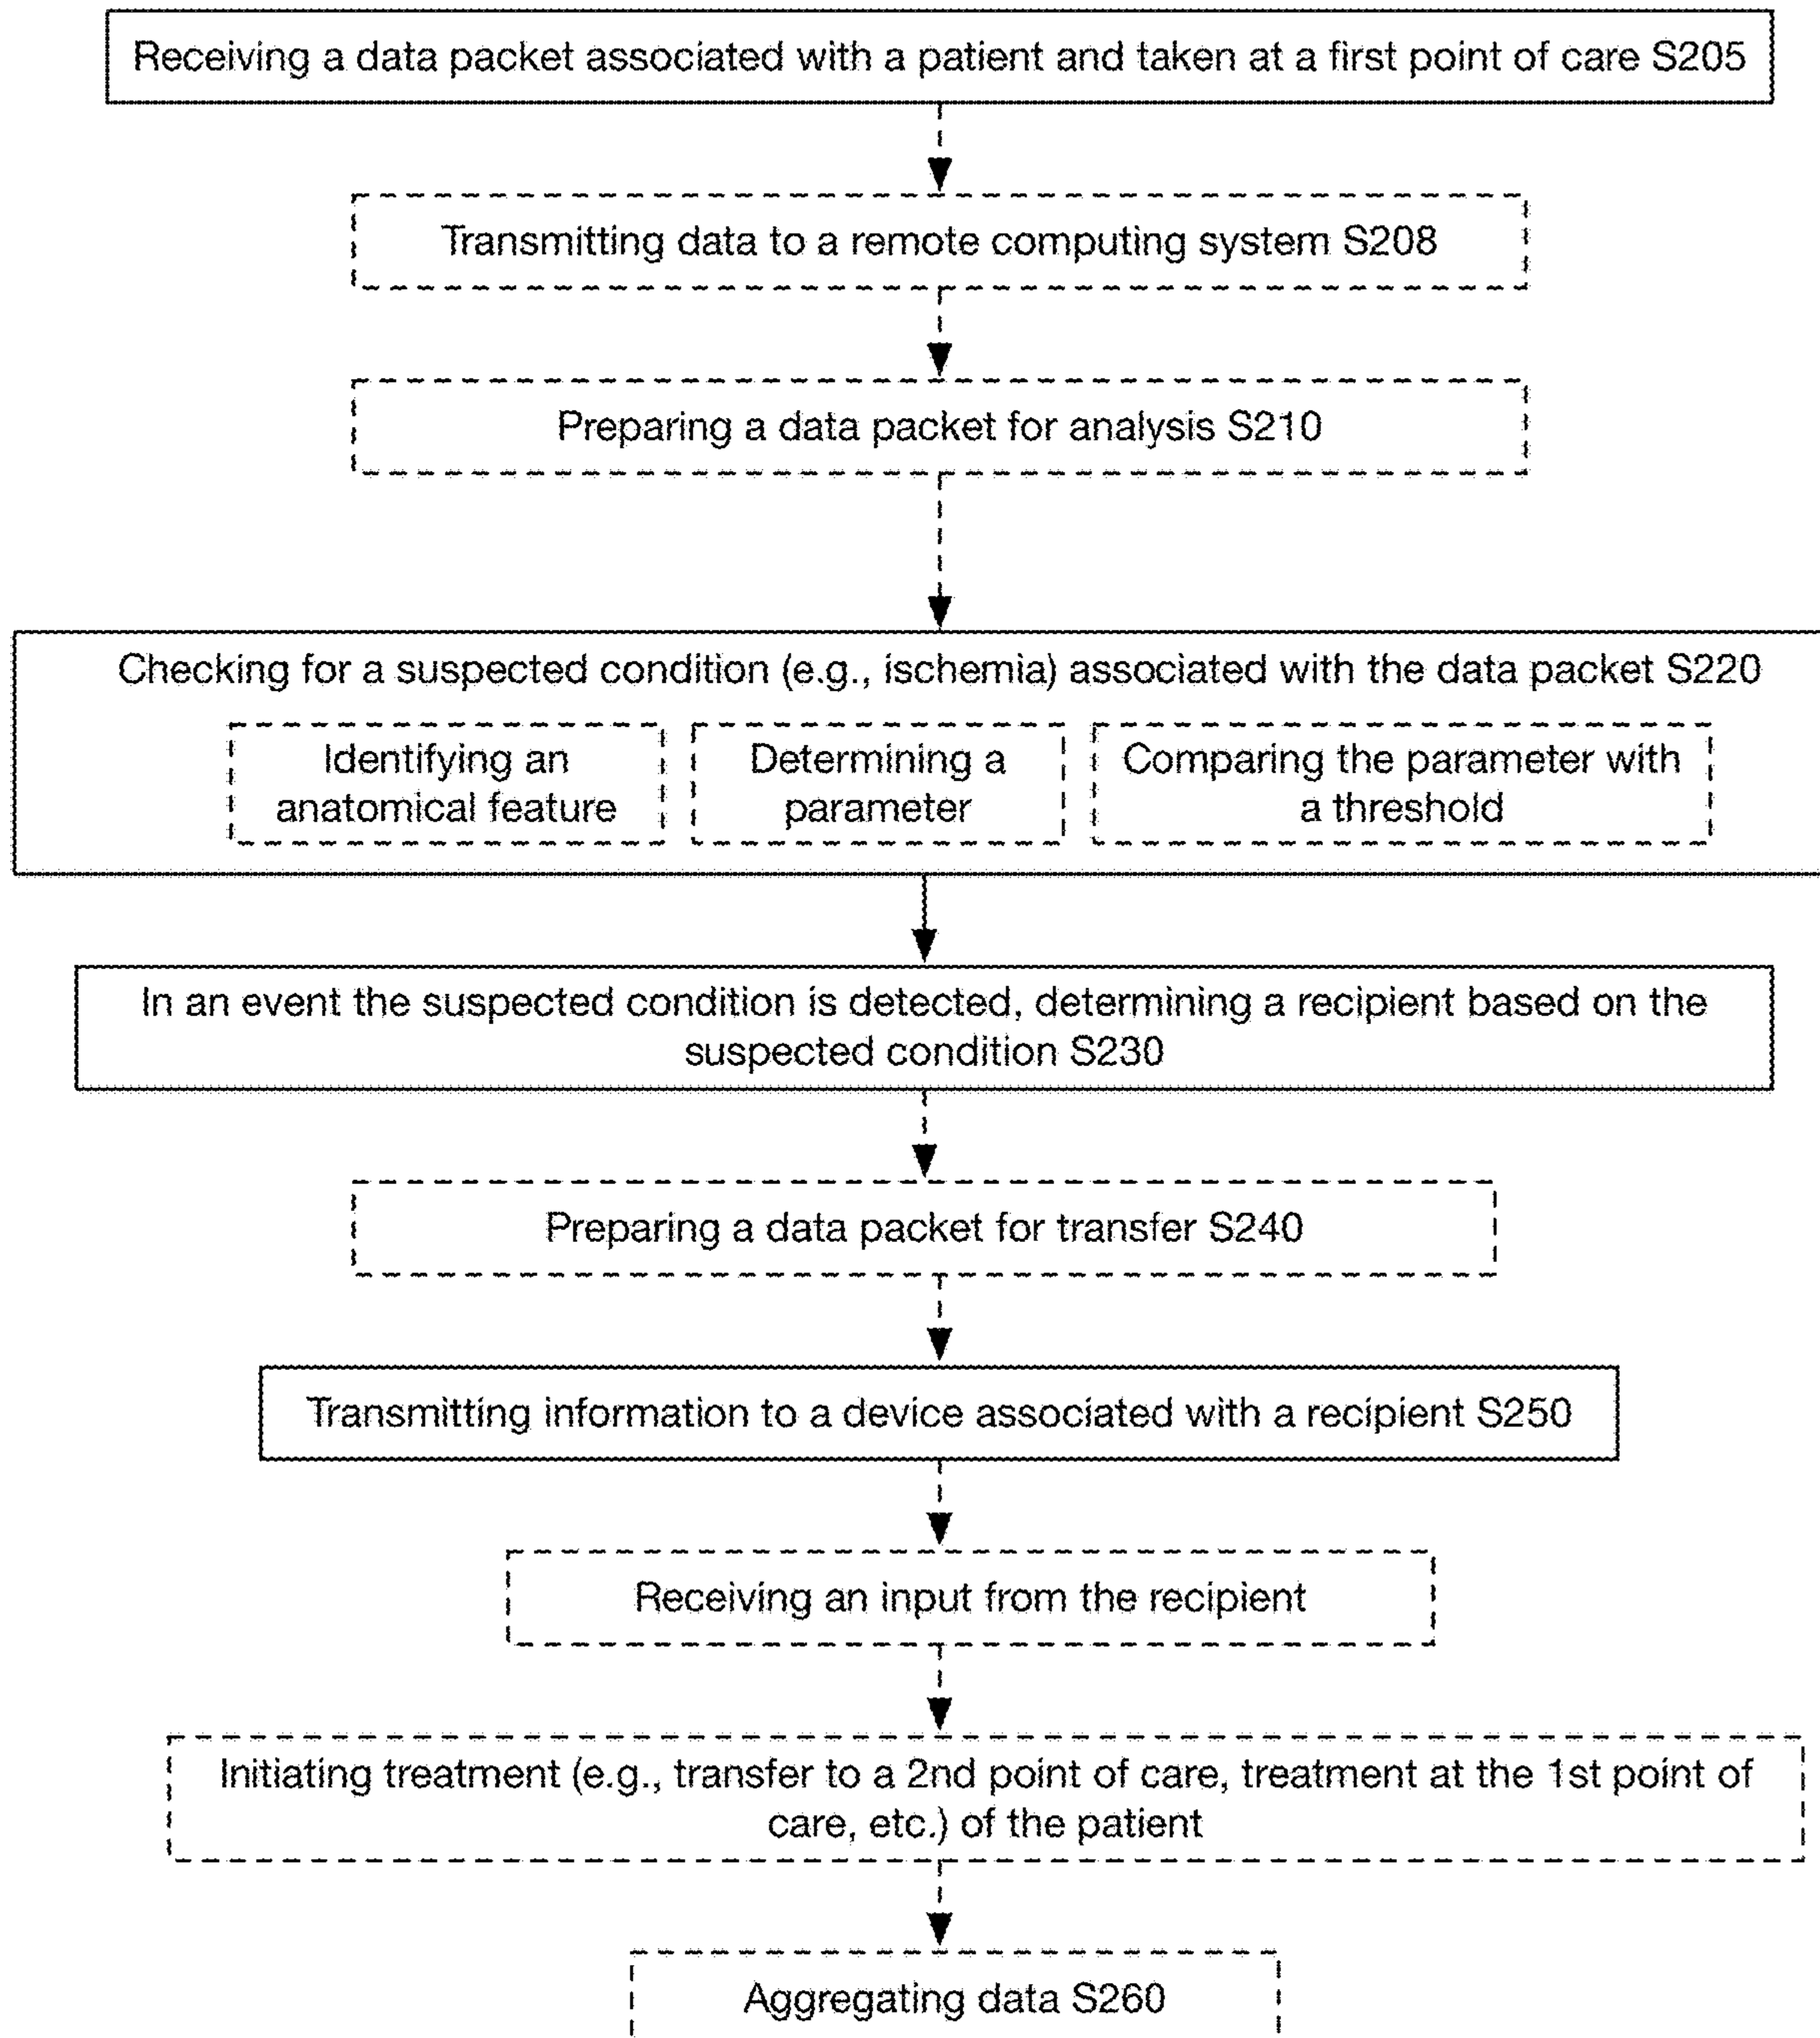 Receiving a data packet associated with a patient and taken at a first point of care S205
Transmitting data to a remote computing system S208
Preparing a data packet for analysis S210
Checking for a suspected condition (e.g., ischemia) associated with the data packet S220
Identifying an
anatomical feature
Determining a
parameter
Comparing the parameter with
a threshold
In an event the suspected condition is detected, determining a recipient based on the
suspected condition S230
Preparing a data packet for transfer S240
Transmitting information to a device associated with a recipient S250
Receiving an input from the recipient
Initiating treatment (e.g., transfer to a 2nd point of care, treatment at the 1st point of
care, etc.) of the patient
Aggregating data S260